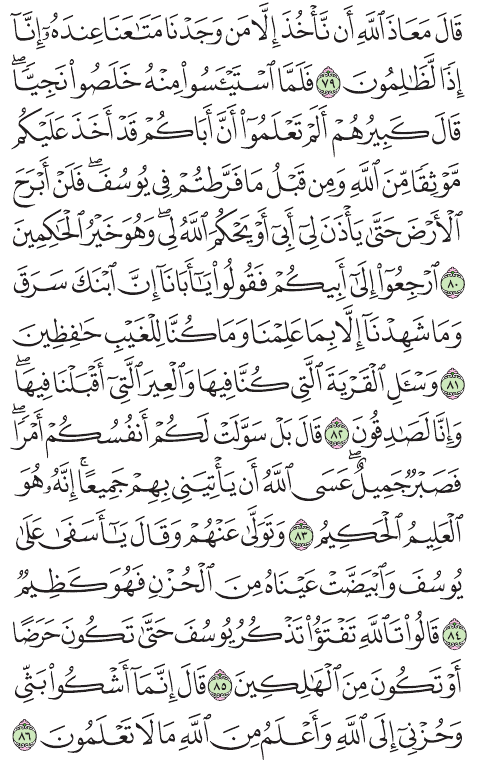 قَالَ مَعَاذَ ٱللَّهِ أَن نَّأۡخُذَ إِلَّا مَن وَجَدۡنَا مَتَٰعَنَا عِندَهُۥٓ إِنَّآ
إِذٗا لَّظَٰلِمُونَ ٧٩ فَلَمَّا ٱسۡتَيۡـَٔسُواْ مِنۡهُ خَلَصُواْ نَجِيّٗاۖ
قَالَ كَبِيرُهُمۡ أَلَمۡ تَعۡلَمُوٓاْ أَنَّ أَبَاكُمۡ قَدۡ أَخَذَ عَلَيۡكُم
مَّوۡثِقٗا مِّنَ ٱللَّهِ وَمِن قَبۡلُ مَا فَرَّطتُمۡ فِي يُوسُفَۖ فَلَنۡ أَبۡرَحَ
ٱلۡأَرۡضَ حَتَّىٰ يَأۡذَنَ لِيٓ أَبِيٓ أَوۡ يَحۡكُمَ ٱللَّهُ لِيۖ وَهُوَ خَيۡرُ ٱلۡحَٰكِمِينَ
٨٠ ٱرۡجِعُوٓاْ إِلَىٰٓ أَبِيكُمۡ فَقُولُواْ يَٰٓأَبَانَآ إِنَّ ٱبۡنَكَ سَرَقَ
وَمَا شَهِدۡنَآ إِلَّا بِمَا عَلِمۡنَا وَمَا كُنَّا لِلۡغَيۡبِ حَٰفِظِينَ
٨١ وَسۡـَٔلِ ٱلۡقَرۡيَةَ ٱلَّتِي كُنَّا فِيهَا وَٱلۡعِيرَ ٱلَّتِيٓ أَقۡبَلۡنَا فِيهَاۖ
وَإِنَّا لَصَٰدِقُونَ ٨٢ قَالَ بَلۡ سَوَّلَتۡ لَكُمۡ أَنفُسُكُمۡ أَمۡرٗاۖ
فَصَبۡرٞ جَمِيلٌۖ عَسَى ٱللَّهُ أَن يَأۡتِيَنِي بِهِمۡ جَمِيعًاۚ إِنَّهُۥ هُوَ
ٱلۡعَلِيمُ ٱلۡحَكِيمُ ٨٣ وَتَوَلَّىٰ عَنۡهُمۡ وَقَالَ يَٰٓأَسَفَىٰ عَلَىٰ
يُوسُفَ وَٱبۡيَضَّتۡ عَيۡنَاهُ مِنَ ٱلۡحُزۡنِ فَهُوَ كَظِيمٞ
٨٤ قَالُواْ تَٱللَّهِ تَفۡتَؤُاْ تَذۡكُرُ يُوسُفَ حَتَّىٰ تَكُونَ حَرَضًا
أَوۡ تَكُونَ مِنَ ٱلۡهَٰلِكِينَ ٨٥ قَالَ إِنَّمَآ أَشۡكُواْ بَثِّي
وَحُزۡنِيٓ إِلَى ٱللَّهِ وَأَعۡلَمُ مِنَ ٱللَّهِ مَا لَا تَعۡلَمُونَ ٨٦